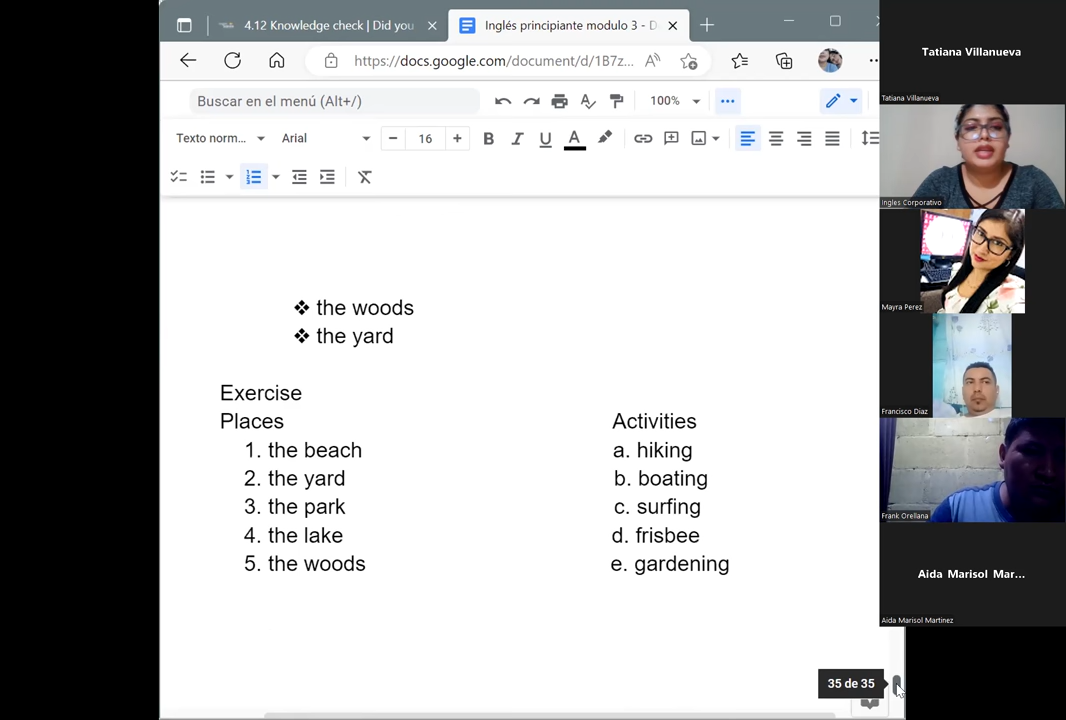 4.12 Knowledge check | Did you
Inglés principiante modulo 3 - D
https://docs.google.com/document/d/1B7z...
Buscar en el menú (Alt+/)
100%
Texto norm...
Arial
16
❖ the woods
❖ the yard
Exercise
Places Activities
1. the beach a. hiking
2. the yard b. boating
3. the park c. surfing
4. the lake d. frisbee
5. the woods e. gardening
35 de 35
Tatiana Villanueva
Tatiana Villanueva
Ingles Corporativo
Mayra Perez
Francisco Diaz
Frank Orellana
Aida Marisol Mar...
Aida Marisol Martinez